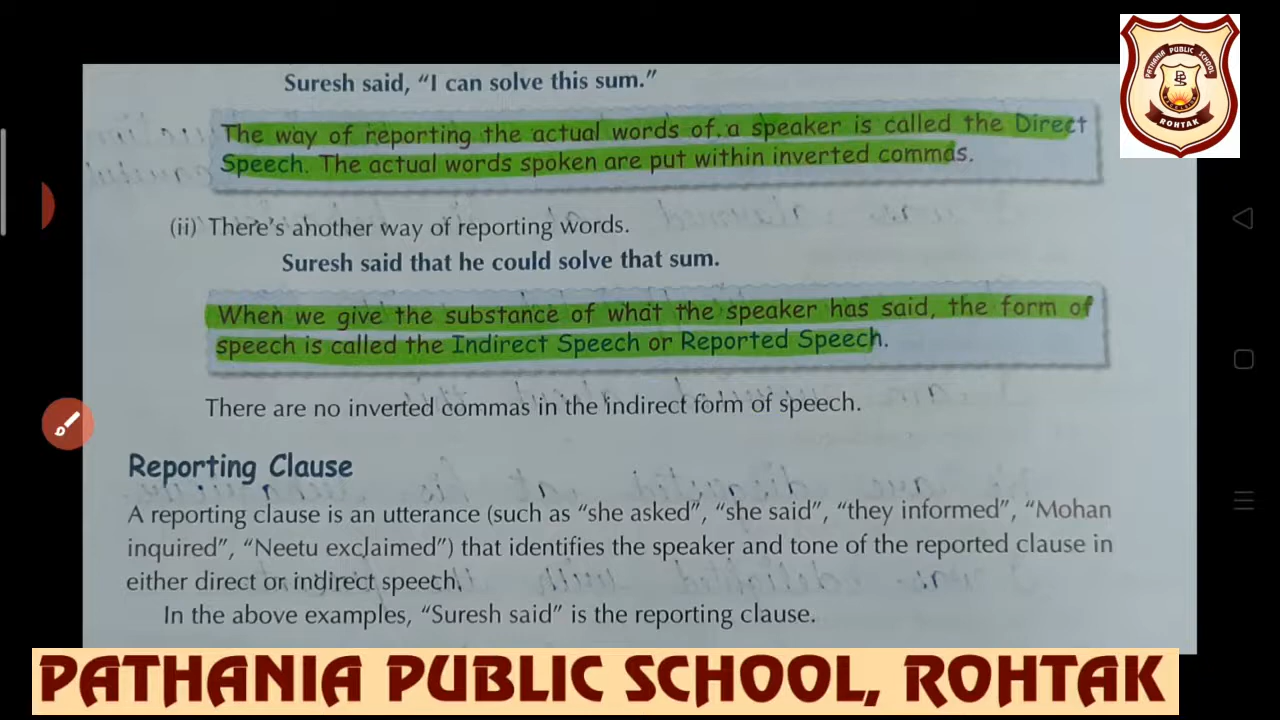 Suresh said, “I can solve this sum.”
The way of reporting the actual words of a speaker is called the Direct
Speech. The actual words spoken are put within inverted commas.
(ii) There’s another way of reporting words.
Suresh said that he could solve that sum.
When we give the substance of what the speaker has said, the form of
speech is called the Indirect Speech or Reported Speech.
There are no inverted commas in the indirect form of speech.
Reporting Clause
A reporting clause is an utterance (such as “she asked”, “she said”, “they informed”, “Mohan
inquired”, “Neetu exclaimed”) that identifies the speaker and tone of the reported clause in
either direct or indirect speech.
In the above examples, “Suresh said” is the reporting clause.
PATHANIA PUBLIC SCHOOL
ROHTAK
PATHANIA PUBLIC SCHOOL, ROHTAK